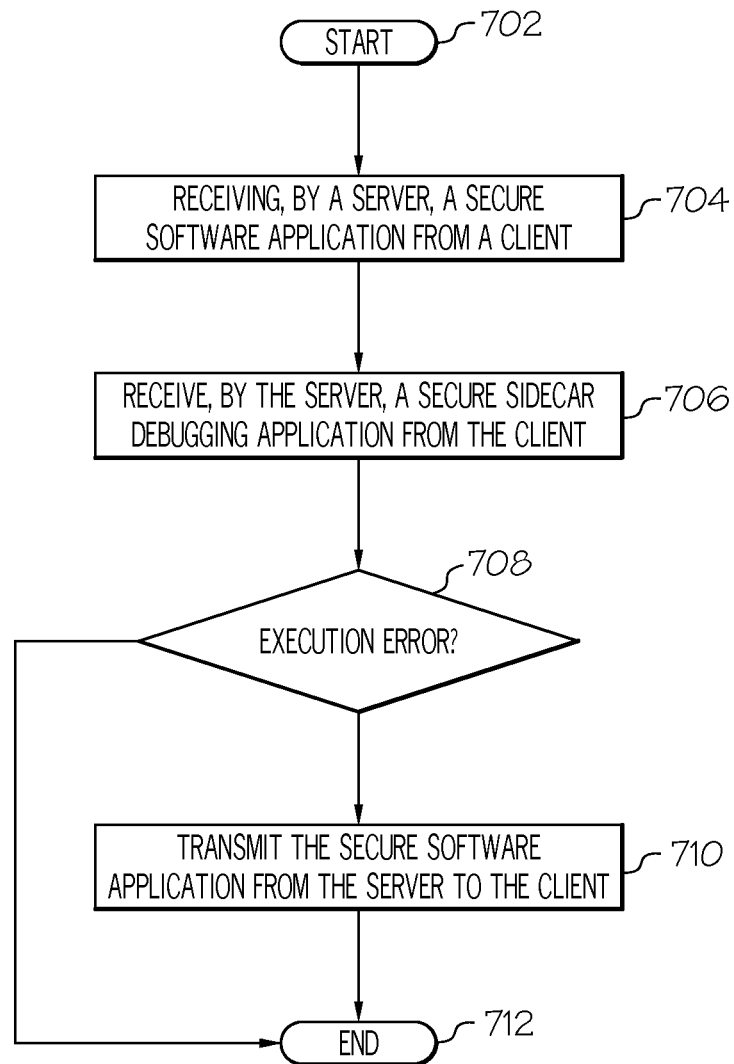 START
702
RECEIVING, BY A SERVER, A SECURE
SOFTWARE APPLICATION FROM A CLIENT
704
RECEIVE, BY THE SERVER, A SECURE SIDECAR
DEBUGGING APPLICATION FROM THE CLIENT
706
708
EXECUTION ERROR?
TRANSMIT THE SECURE SOFTWARE
APPLICATION FROM THE SERVER TO THE CLIENT
710
END
712